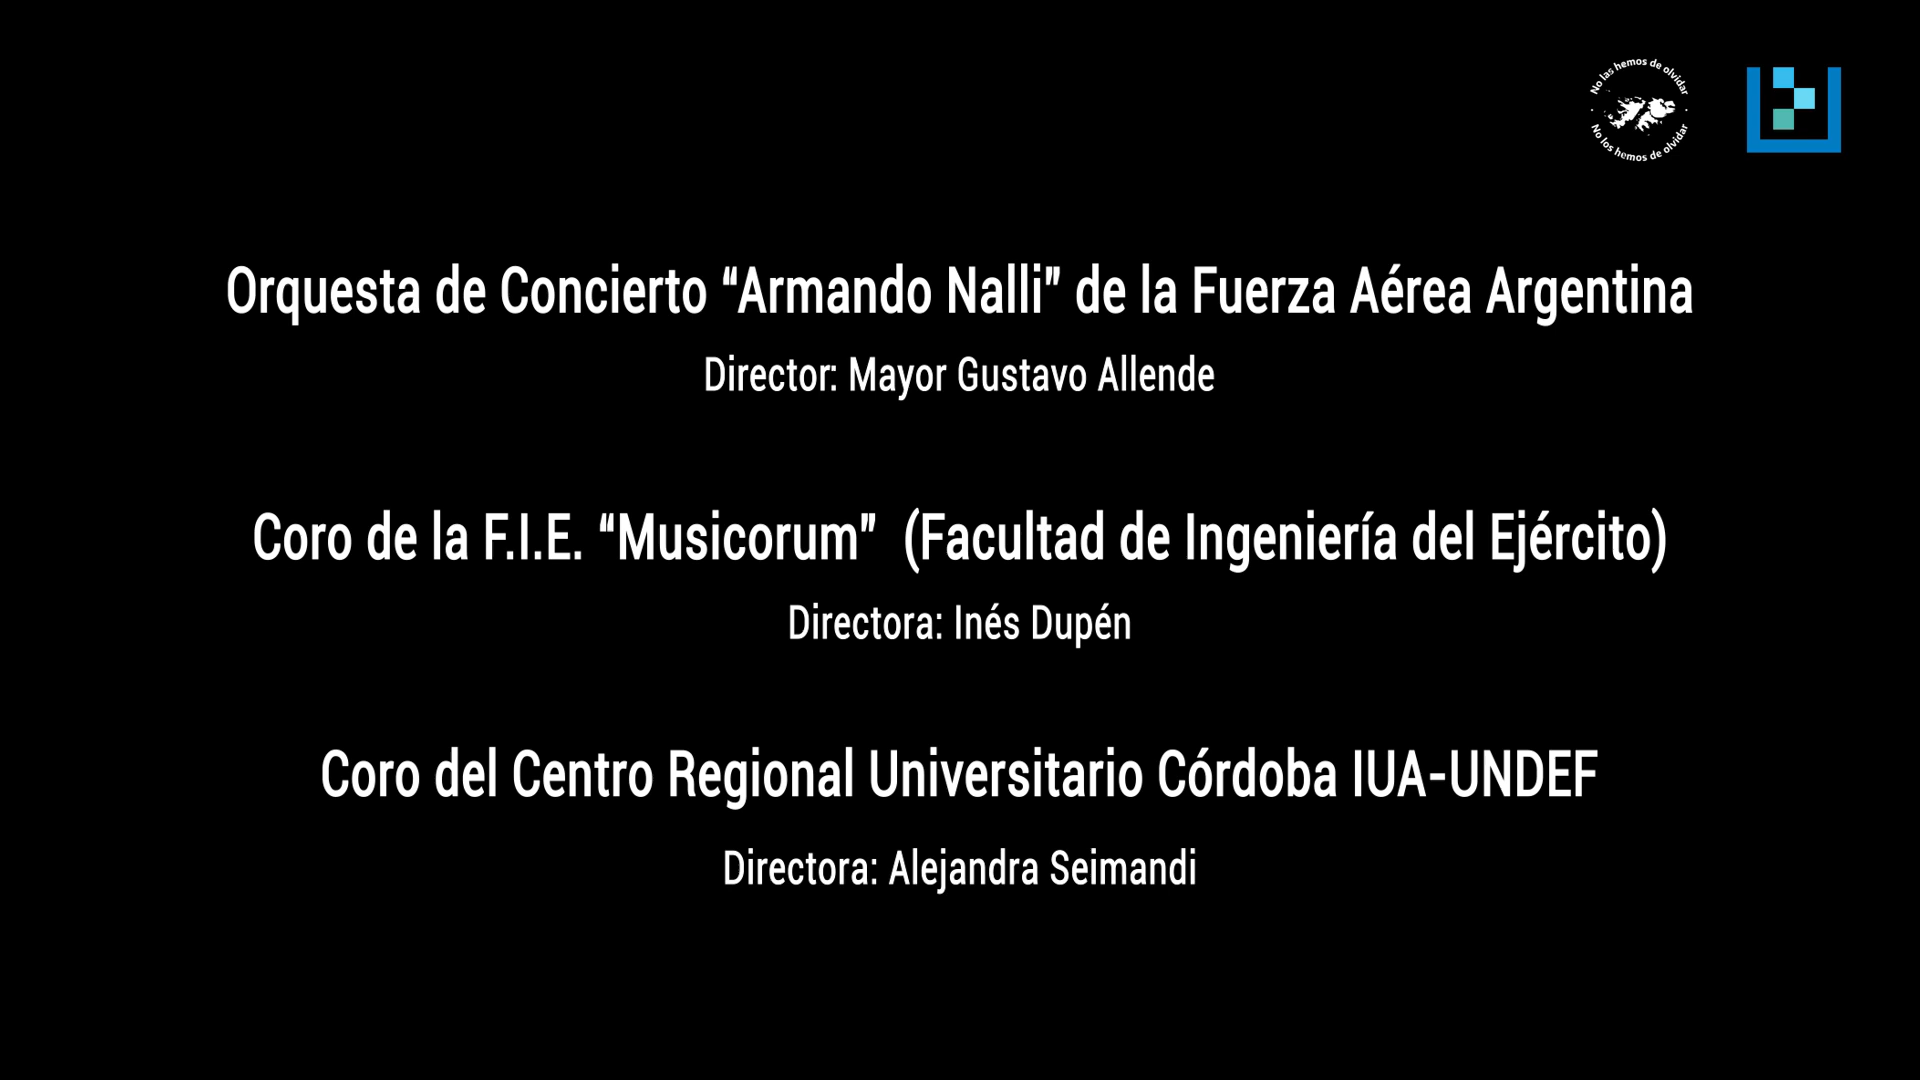 No las hemos de olvidar
No los hemos de olvidar
Orquesta de Concierto “Armando Nalli” de la Fuerza Aérea Argentina
Director: Mayor Gustavo Allende
Coro de la F.I.E. “Musicorum” (Facultad de Ingeniería del Ejército)
Directora: Inés Dupén
Coro del Centro Regional Universitario Córdoba IUA-UNDEF
Directora: Alejandra Seimandi